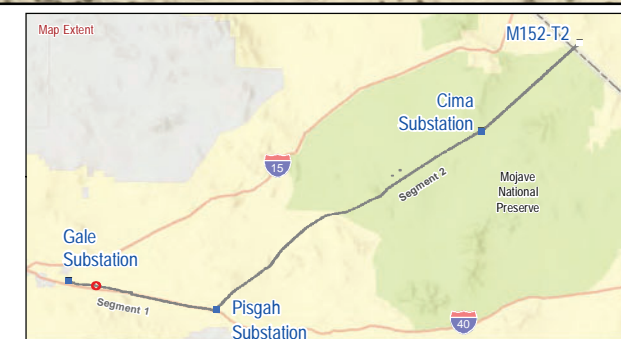 Map Extent
M152-T2
Cima
Substation
15
Segment 2
Mojave
National
Preserve
Gale
Substation
Segment 1
Pisgah
Substation
40